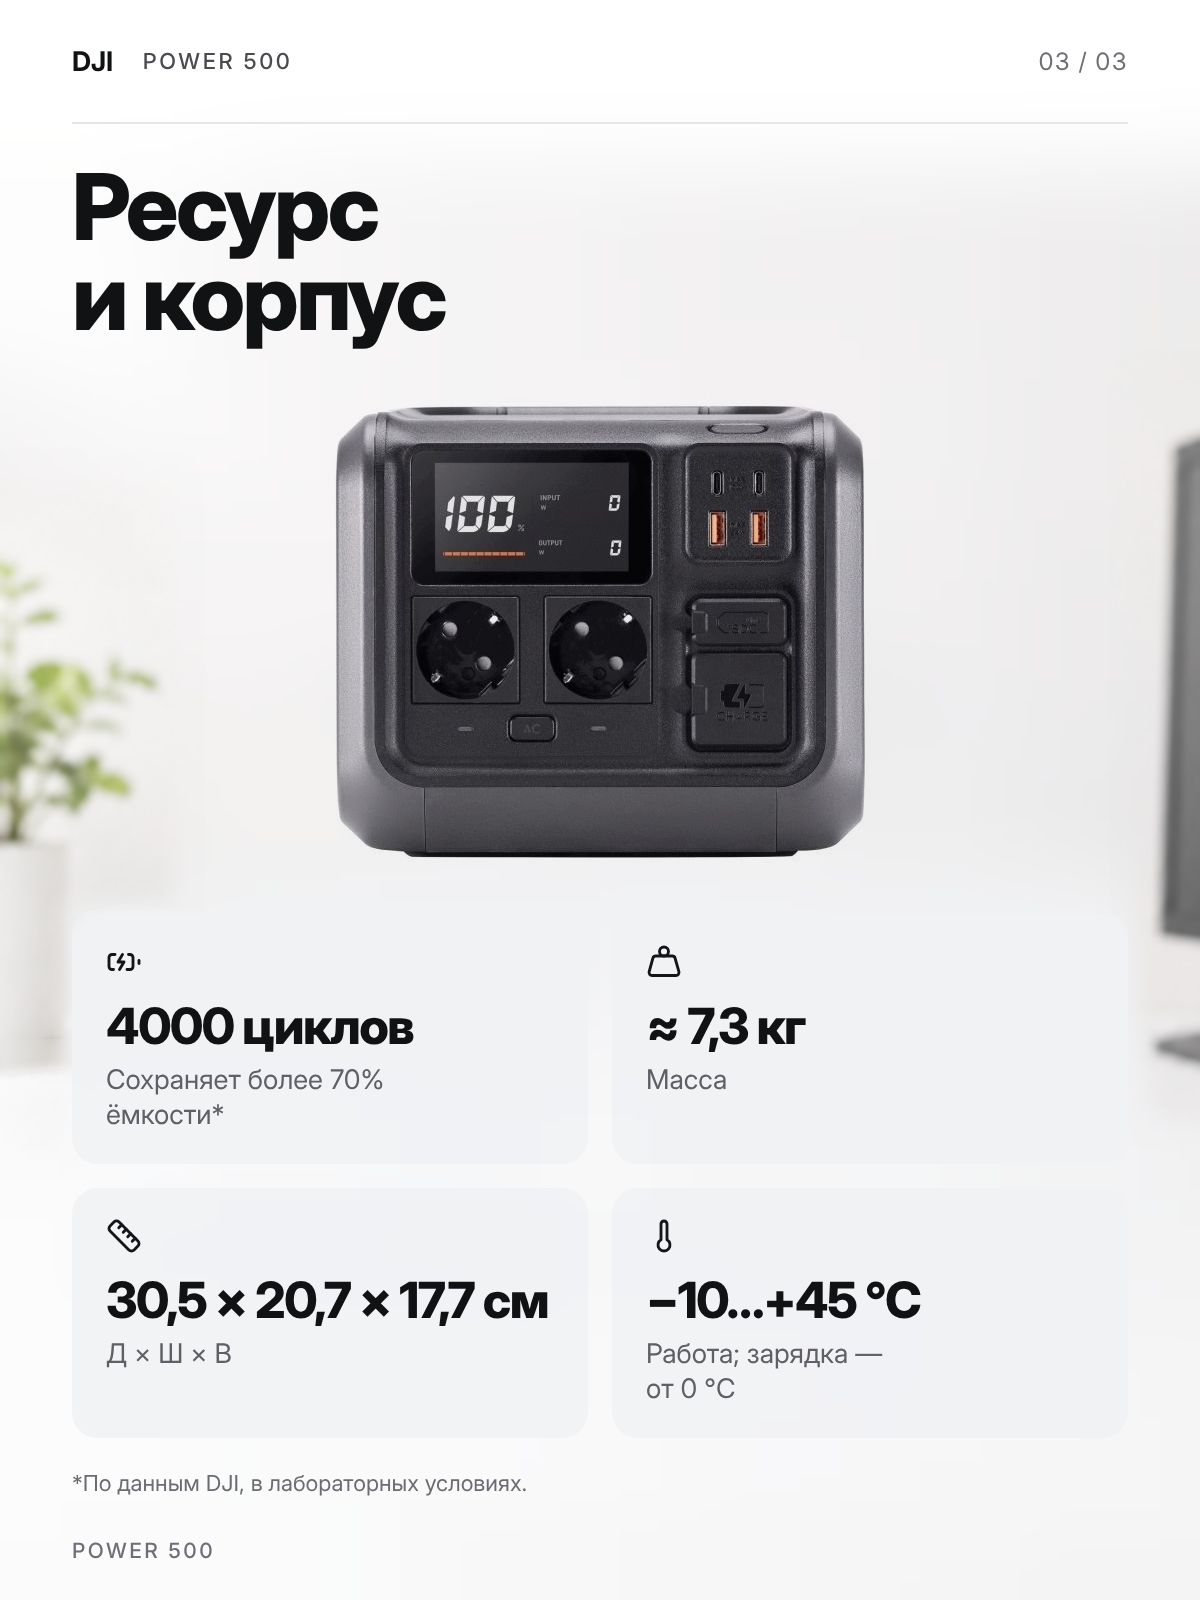 DJI POWER 500 03 / 03
Ресурс
и корпус
100 % INPUT W 0
OUTPUT W 0
AC
CHARGE
4000 циклов
Сохраняет более 70%
ёмкости*
≈ 7,3 кг
Масса
30,5 × 20,7 × 17,7 см
Д × Ш × В
−10…+45 °C
Работа; зарядка —
от 0 °C
*По данным DJI, в лабораторных условиях.
POWER 500